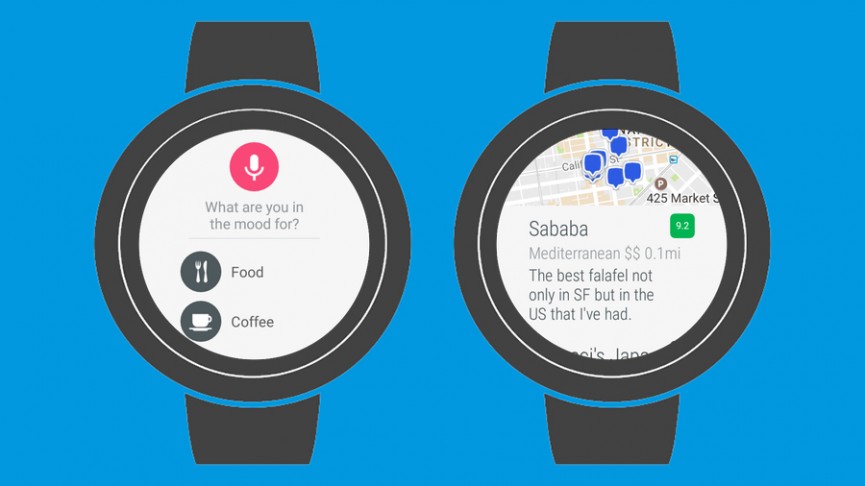 What are you in
the mood for?
Food
Coffee
STRICT
425 Market S
Sababa
9.2
Mediterranean $$ 0.1mi
The best falafel not
only in SF but in the
US that I've had.